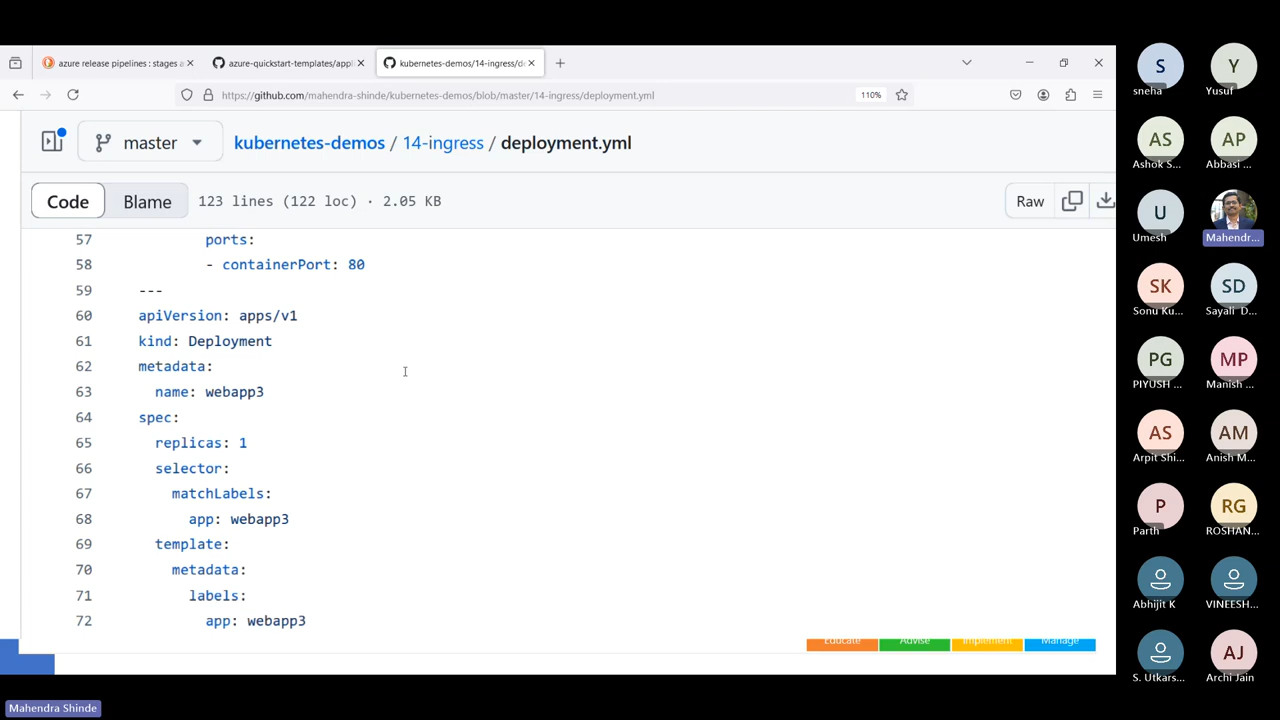 azure release pipelines : stages a
azure-quickstart-templates/appl
kubernetes-demos/14-ingress/de
https://github.com/mahendra-shinde/kubernetes-demos/blob/master/14-ingress/deployment.yml
110%
master
kubernetes-demos / 14-ingress / deployment.yml
Code
Blame
123 lines (122 loc) · 2.05 KB
Raw
57 ports:
58 - containerPort: 80
59 ---
60 apiVersion: apps/v1
61 kind: Deployment
62 metadata:
63 name: webapp3
64 spec:
65 replicas: 1
66 selector:
67 matchLabels:
68 app: webapp3
69 template:
70 metadata:
71 labels:
72 app: webapp3
Educate Advise Implement Manage
S Y
sneha Yusuf
AS AP
Ashok S... Abbasi ...
U
Umesh Mahendr...
SK SD
Sonu Ku... Sayali D...
PG MP
PIYUSH ... Manish ...
AS AM
Arpit Shi... Anish M...
P RG
Parth ROSHAN...
Abhijit K VINEESH...
AJ
S. Utkars... Archi Jain
Mahendra Shinde